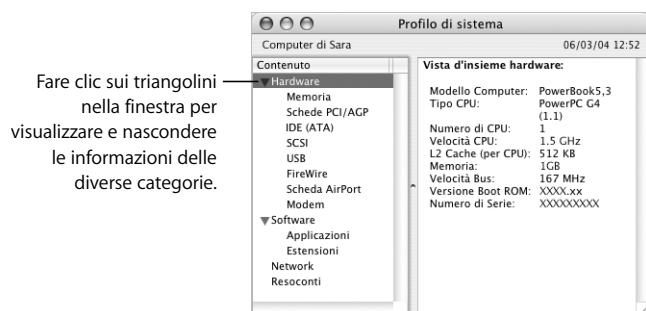 Profilo di sistema
Computer di Sara
06/03/04 12:52
Fare clic sui triangolini
nella finestra per
visualizzare e nascondere
le informazioni delle
diverse categorie.
Contenuto
Hardware
Memoria
Schede PCI/AGP
IDE (ATA)
SCSI
USB
FireWire
Scheda AirPort
Modem
Software
Applicazioni
Estensioni
Network
Resoconti
Vista d'insieme hardware:
Modello Computer: PowerBook5,3
Tipo CPU: PowerPC G4
(1.1)
Numero di CPU: 1
Velocità CPU: 1.5 GHz
L2 Cache (per CPU): 512 KB
Memoria: 1GB
Velocità Bus: 167 MHz
Versione Boot ROM: XXXX.xx
Numero di Serie: XXXXXXXXX